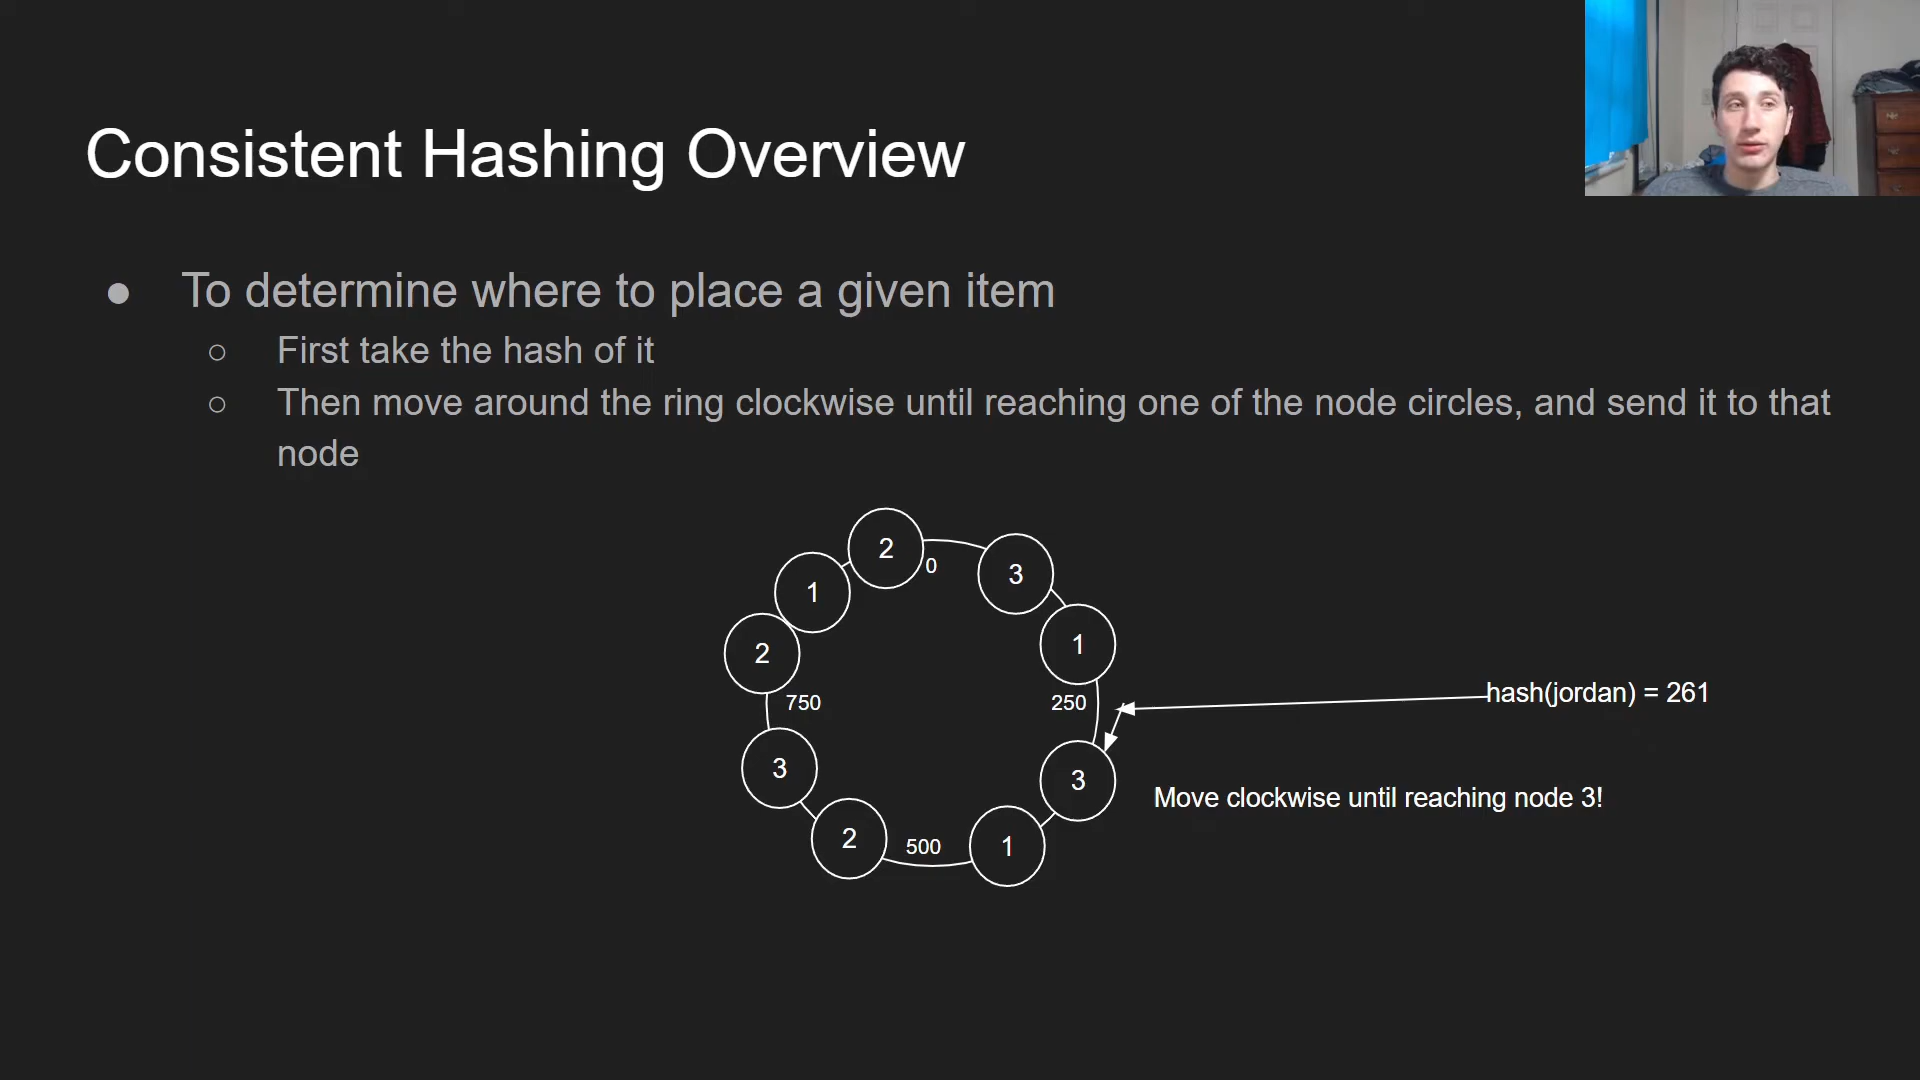 Consistent Hashing Overview
To determine where to place a given item
First take the hash of it
Then move around the ring clockwise until reaching one of the node circles, and send it to that
node
2
0
3
1
1
2
750
250
hash(jordan) = 261
3
3
Move clockwise until reaching node 3!
2
500
1